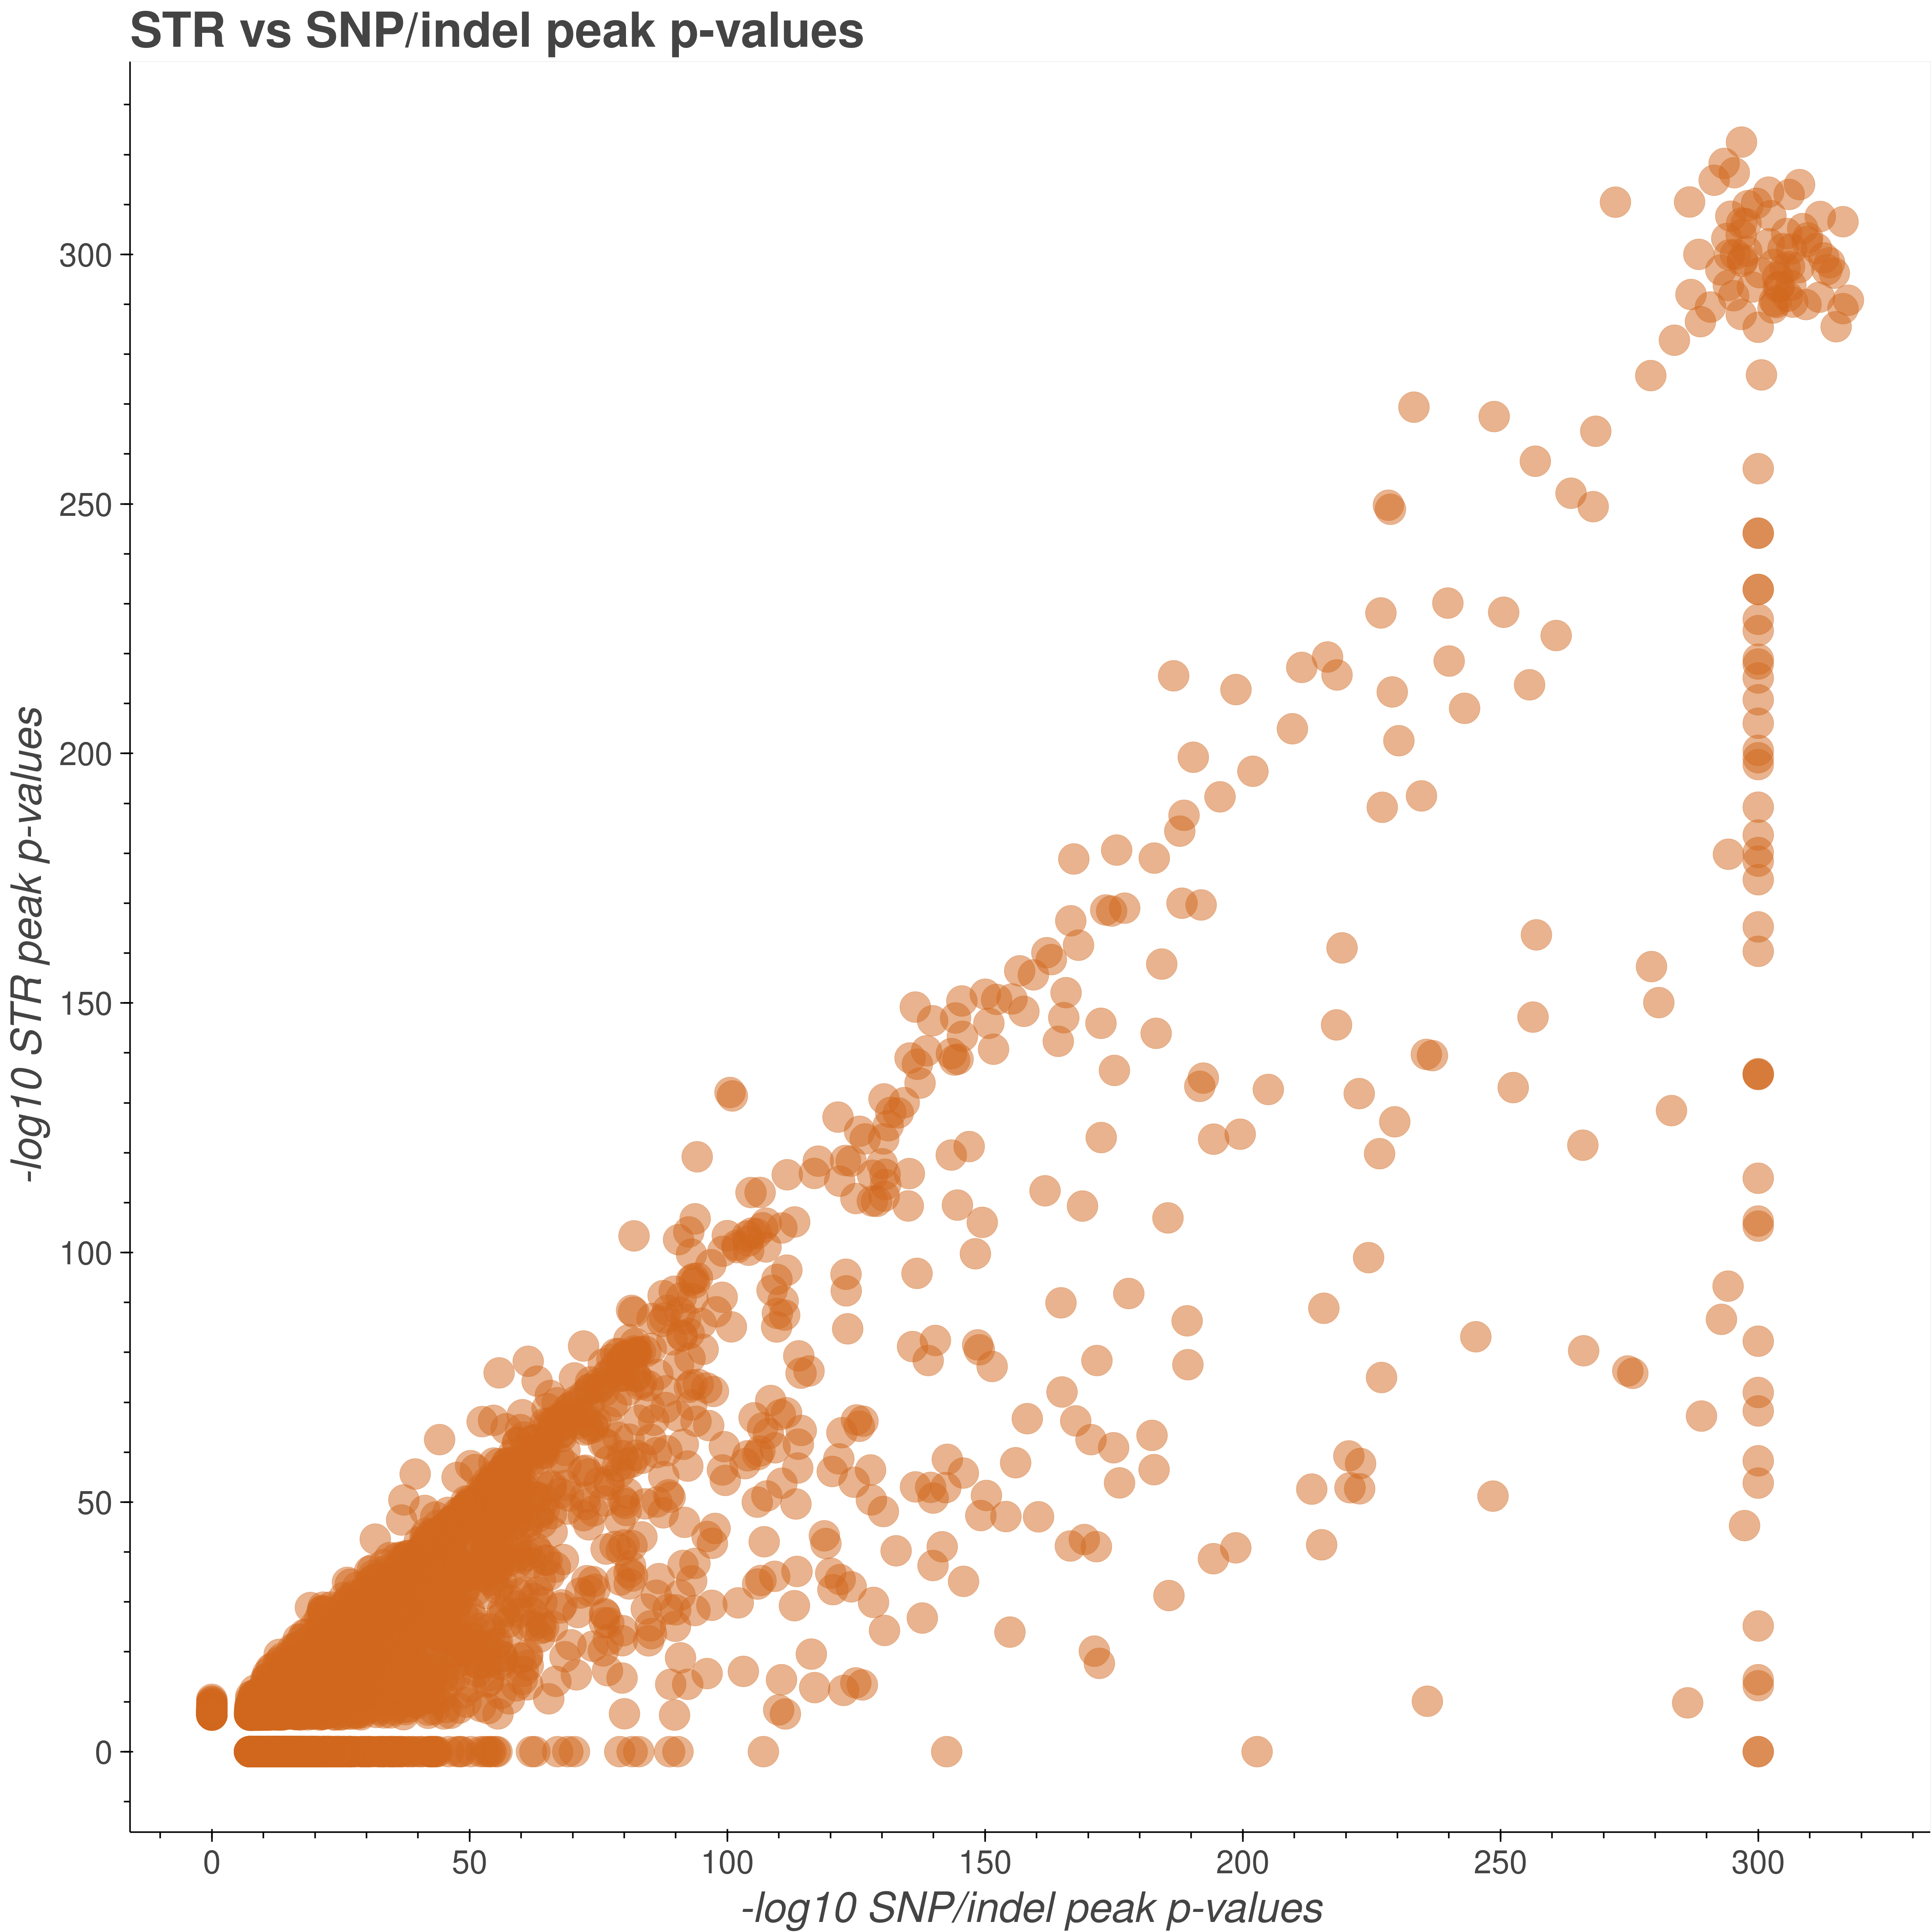 STR vs SNP/indel peak p-values
-log10 STR peak p-values
300
250
200
150
100
50
0
0 50 100 150 200 250 300
-log10 SNP/indel peak p-values